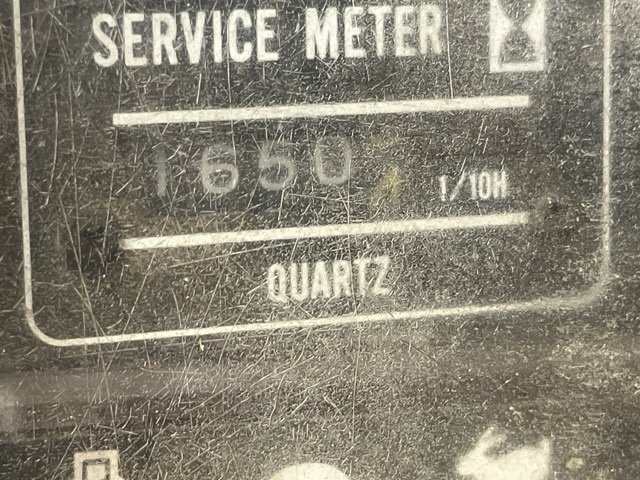 SERVICE METER
1650 1/10H
QUARTZ